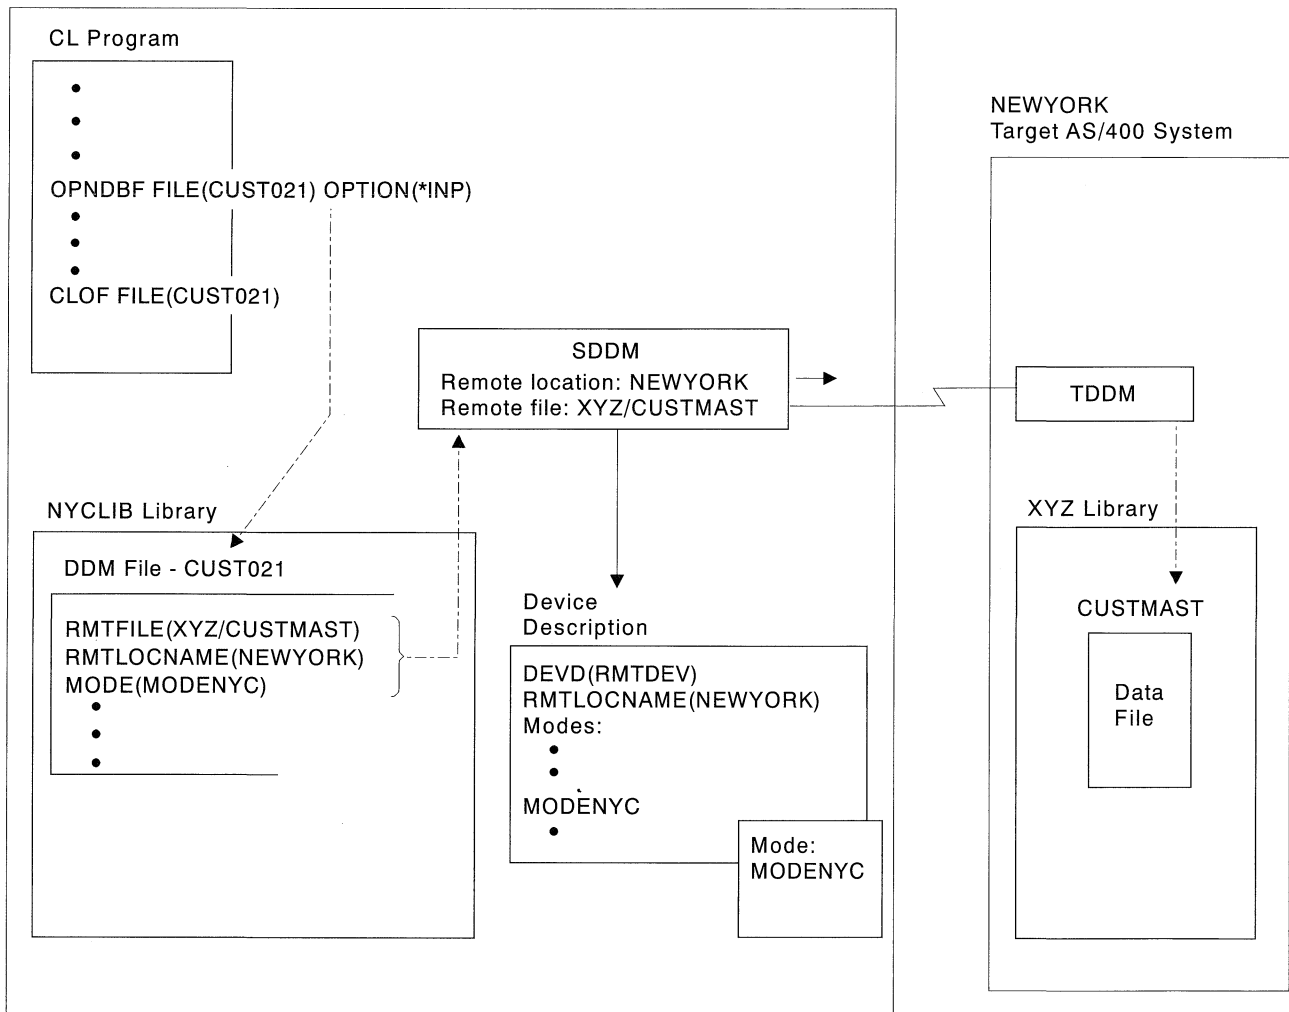 CL Program
OPNDBF FILE(CUST021) OPTION(*INP)
CLOF FILE(CUST021)
SDDM
Remote location: NEWYORK
Remote file: XYZ/CUSTMAST
NYCLIB Library
DDM File - CUST021
RMTFILE(XYZ/CUSTMAST)
RMTLOCNAME(NEWYORK)
MODE(MODENYC)
Device
Description
DEVD(RMTDEV)
RMTLOCNAME(NEWYORK)
Modes:
MODENYC
Mode:
MODENYC
NEWYORK
Target AS/400 System
TDDM
XYZ Library
CUSTMAST
Data
File